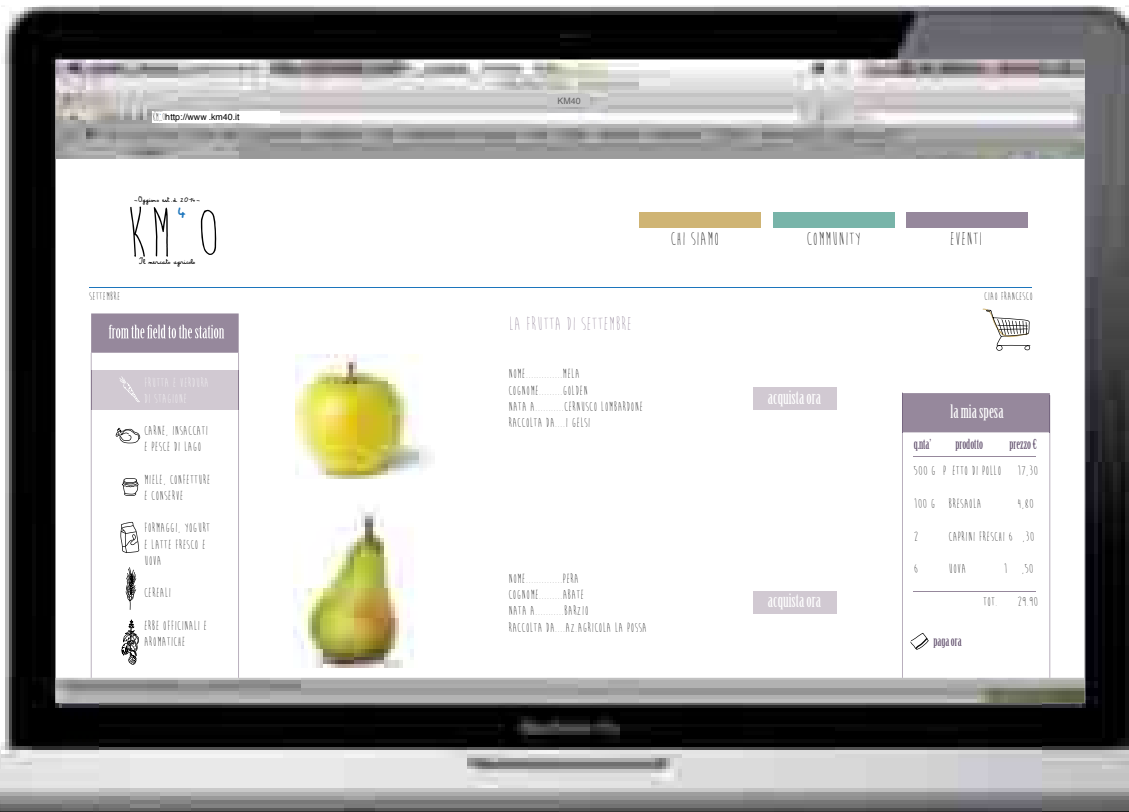 KM40
http://www .km40.it
KM40
Il mercato agricolo
CHI SIAMO
COMMUNITY
EVENTI
SETTEMBRE
CIAO FRANCESCO
from the field to the station
FRUTTA E VERDURA
DI STAGIONE
CARNE, INSACCATI
E PESCE DI LAGO
MIELE, CONFETTURE
E CONSERVE
FORMAGGI, YOGURT
E LATTE FRESCO E
UOVA
CEREALI
ERBE OFFICINALI E
AROMATICHE
LA FRUTTA DI SETTEMBRE
NOME............MELA
COGNOME.........GOLDEN
NATA A..........CERNUSCO LOMBARDONE
RACCOLTA DA....I GELSI
acquista ora
NOME............PERA
COGNOME.........ABATE
NATA A..........BARZIO
RACCOLTA DA....AZ.AGRICOLA LA POSSA
acquista ora
la mia spesa
q.nta' prodotto prezzo €
500 G P ETTO DI POLLO 17,30
100 G BRESAOLA 4,80
2 CAPRINI FRESCHI 6 ,30
6 UOVA 1 ,50
TOT. 29.90
paga ora